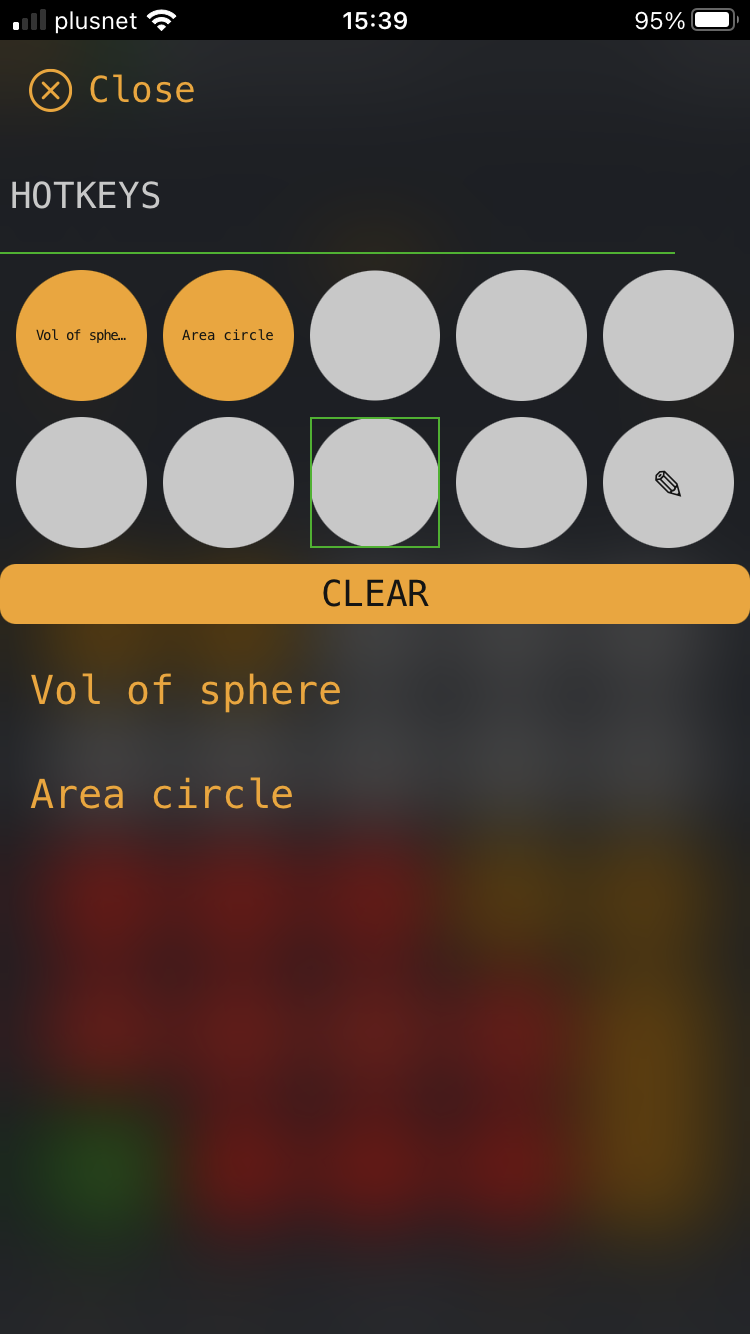 plusnet 15:39 95%
Close
HOTKEYS
Vol of sphe… Area circle
CLEAR
Vol of sphere
Area circle